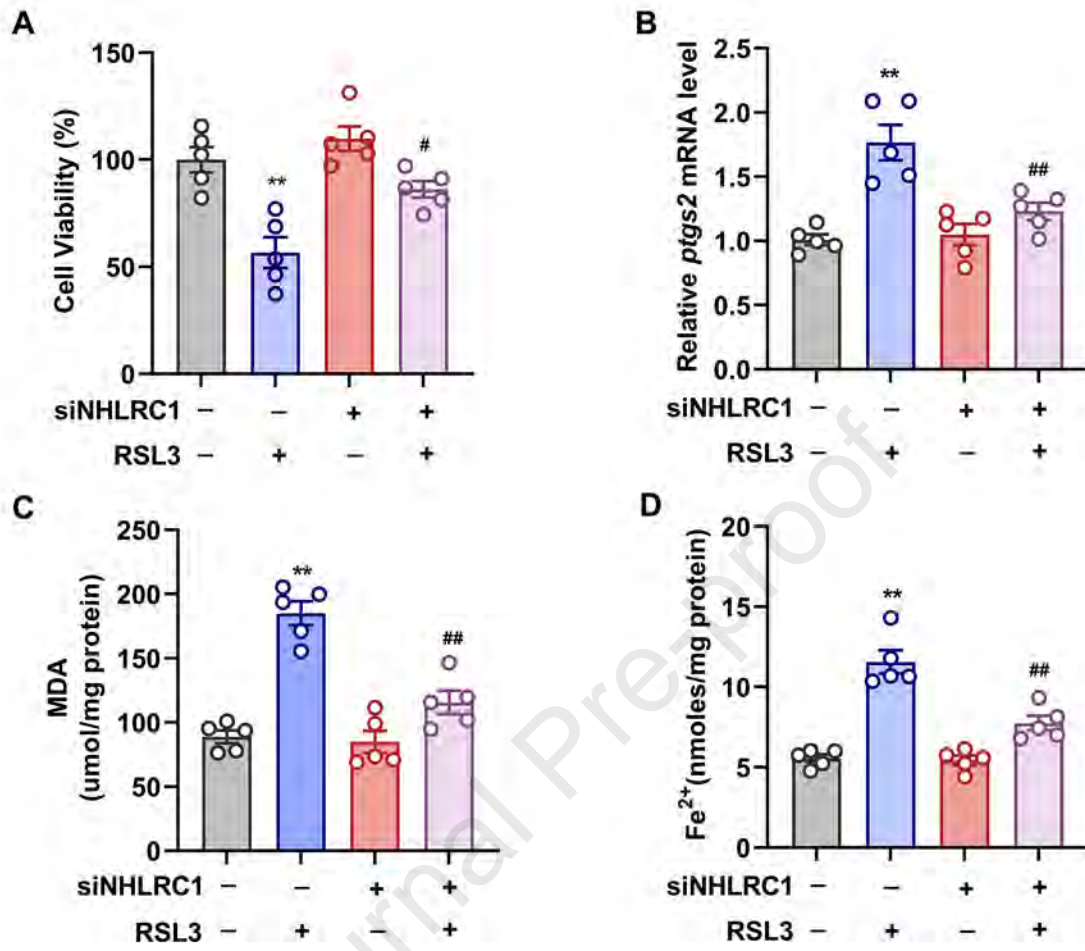 A
Cell Viability (%)
150
100
50
0
**
#
siNHLRC1 – – + +
RSL3 – + – +
B
Relative ptgs2 mRNA level
2.5
2.0
1.5
1.0
0.5
0.0
**
##
siNHLRC1 – – + +
RSL3 – + – +
C
MDA
(umol/mg protein)
250
200
150
100
50
0
**
##
siNHLRC1 – – + +
RSL3 – + – +
D
Fe²⁺(nmoles/mg protein)
20
15
10
5
0
**
##
siNHLRC1 – – + +
RSL3 – + – +
urnal Pre-proof